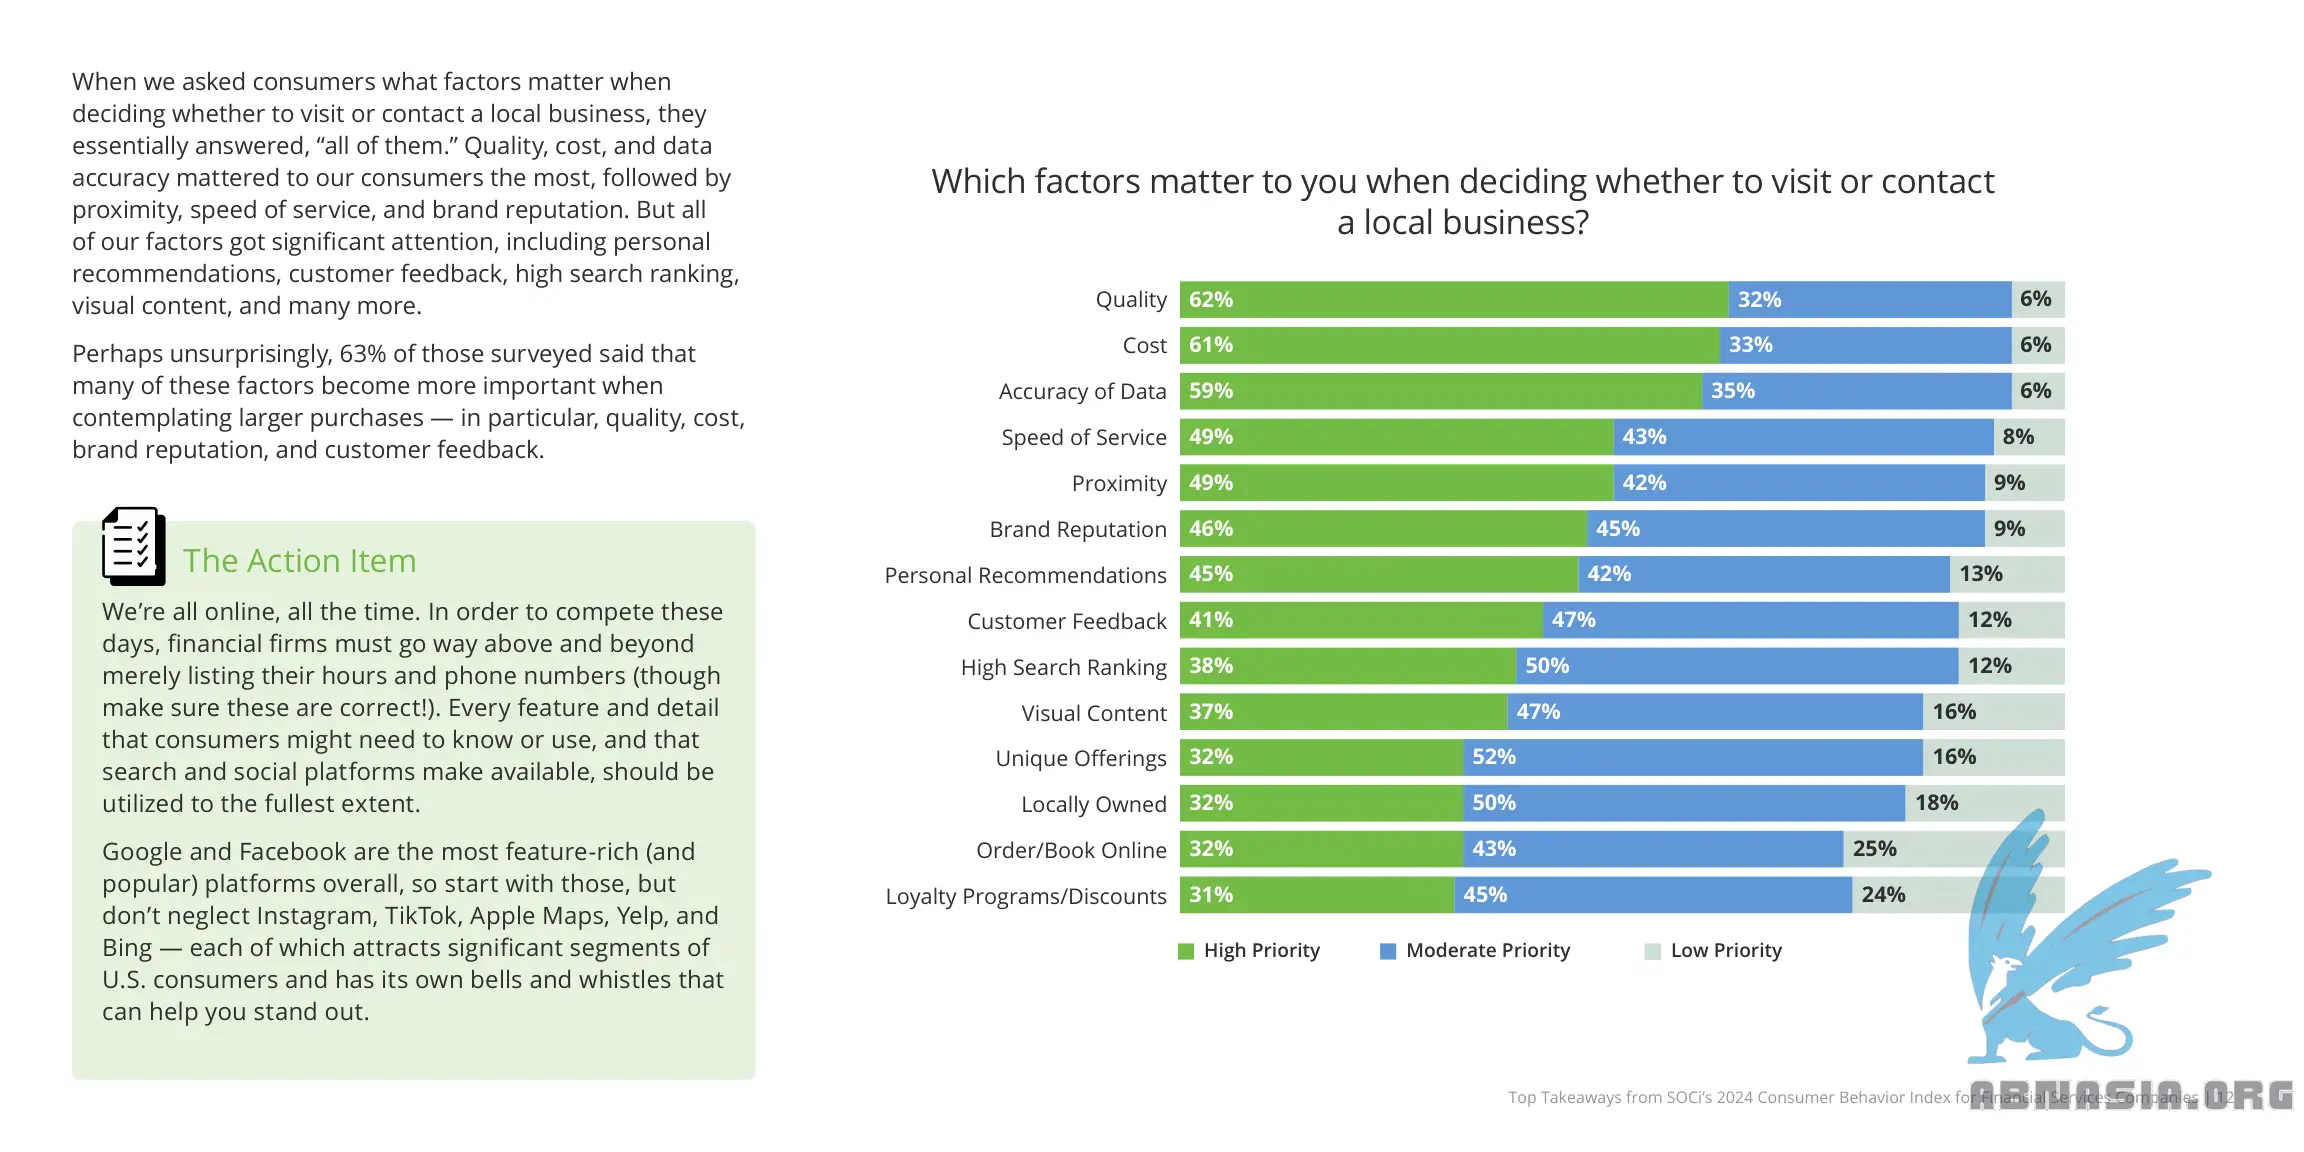 When we asked consumers what factors matter when
deciding whether to visit or contact a local business, they
essentially answered, “all of them.” Quality, cost, and data
accuracy mattered to our consumers the most, followed by
proximity, speed of service, and brand reputation. But all
of our factors got significant attention, including personal
recommendations, customer feedback, high search ranking,
visual content, and many more.
Perhaps unsurprisingly, 63% of those surveyed said that
many of these factors become more important when
contemplating larger purchases — in particular, quality, cost,
brand reputation, and customer feedback.
The Action Item
We’re all online, all the time. In order to compete these
days, financial firms must go way above and beyond
merely listing their hours and phone numbers (though
make sure these are correct!). Every feature and detail
that consumers might need to know or use, and that
search and social platforms make available, should be
utilized to the fullest extent.
Google and Facebook are the most feature-rich (and
popular) platforms overall, so start with those, but
don’t neglect Instagram, TikTok, Apple Maps, Yelp, and
Bing — each of which attracts significant segments of
U.S. consumers and has its own bells and whistles that
can help you stand out.
Which factors matter to you when deciding whether to visit or contact
a local business?
Quality 62% 32% 6%
Cost 61% 33% 6%
Accuracy of Data 59% 35% 6%
Speed of Service 49% 43% 8%
Proximity 49% 42% 9%
Brand Reputation 46% 45% 9%
Personal Recommendations 45% 42% 13%
Customer Feedback 41% 47% 12%
High Search Ranking 38% 50% 12%
Visual Content 37% 47% 16%
Unique Offerings 32% 52% 16%
Locally Owned 32% 50% 18%
Order/Book Online 32% 43% 25%
Loyalty Programs/Discounts 31% 45% 24%
High Priority Moderate Priority Low Priority
Top Takeaways from SOCi’s 2024 Consumer Behavior Index for Financial Services Companies | 12